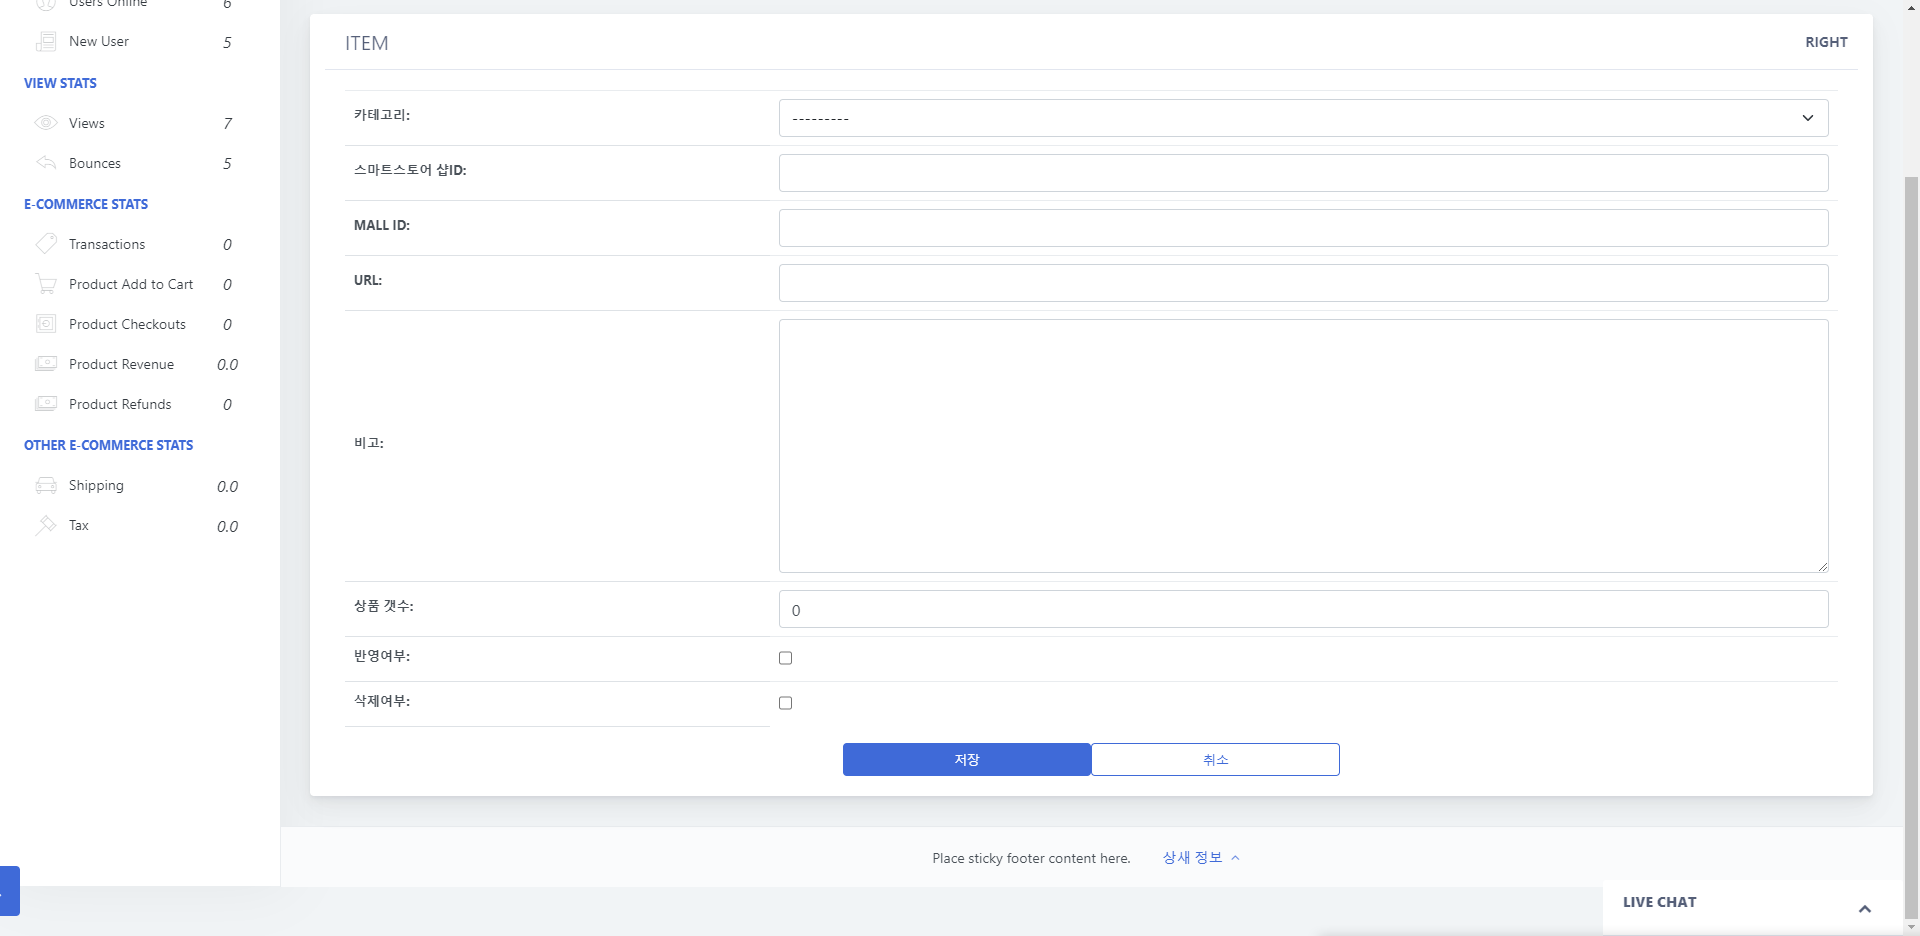 Users Online 6
New User 5
VIEW STATS
Views 7
Bounces 5
E-COMMERCE STATS
Transactions 0
Product Add to Cart 0
Product Checkouts 0
Product Revenue 0.0
Product Refunds 0
OTHER E-COMMERCE STATS
Shipping 0.0
Tax 0.0
ITEM RIGHT
카테고리: ---------
스마트스토어 샵ID:
MALL ID:
URL:
비고:
상품 갯수: 0
반영여부:
삭제여부:
저장 취소
Place sticky footer content here. 상새 정보
LIVE CHAT